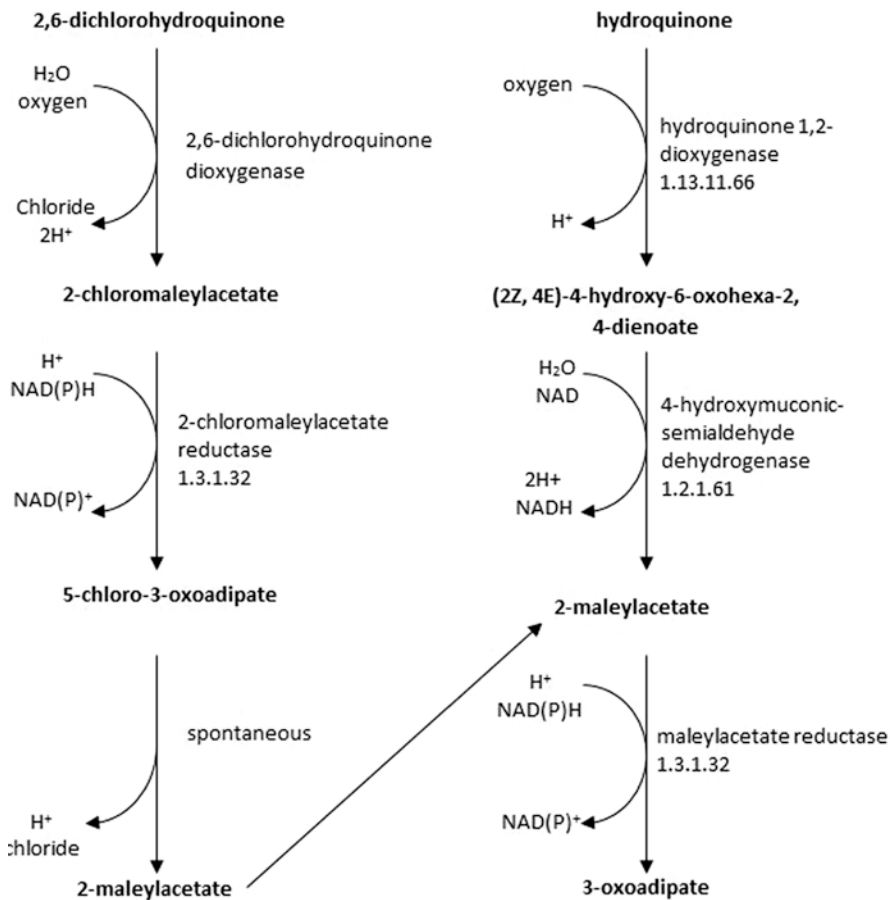 2,6-dichlorohydroquinone
H₂O
oxygen
2,6-dichlorohydroquinone
dioxygenase
Chloride
2H⁺
2-chloromaleylacetate
H⁺
NAD(P)H
2-chloromaleylacetate
reductase
1.3.1.32
NAD(P)⁺
5-chloro-3-oxoadipate
spontaneous
H⁺
chloride
2-maleylacetate
hydroquinone
oxygen
hydroquinone 1,2-
dioxygenase
1.13.11.66
H⁺
(2Z, 4E)-4-hydroxy-6-oxohexa-2,
4-dienoate
H₂O
NAD
4-hydroxymuconic-
semialdehyde
dehydrogenase
1.2.1.61
2H+
NADH
2-maleylacetate
H⁺
NAD(P)H
maleylacetate reductase
1.3.1.32
NAD(P)⁺
3-oxoadipate